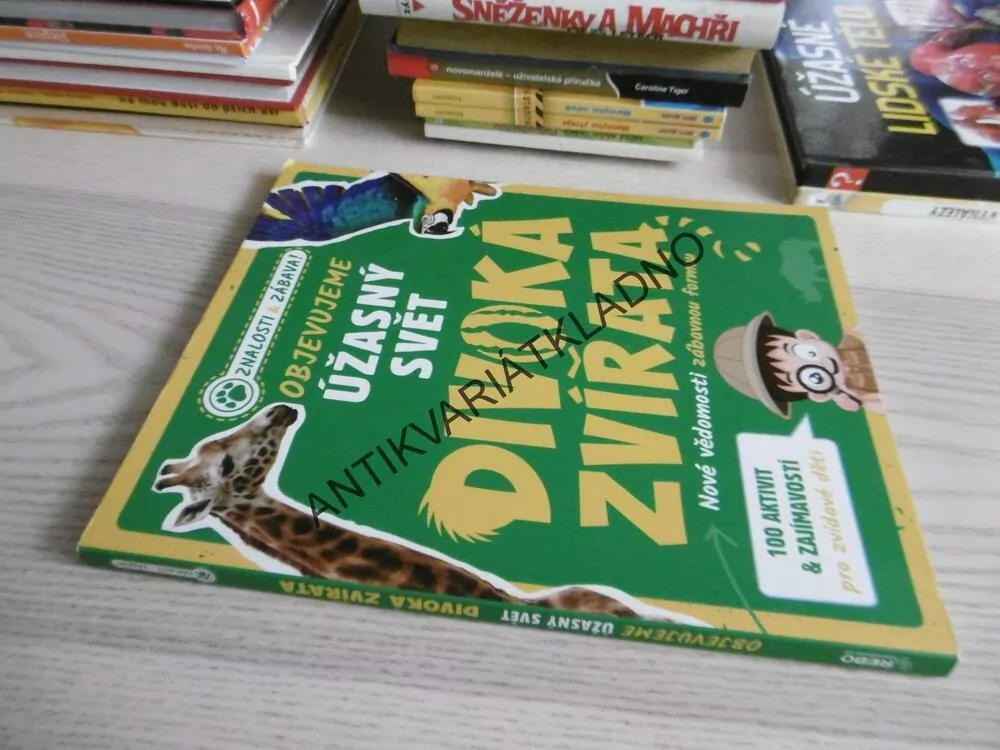 SNĚŽENKY A MACHŘI
novomanželé – uživatelská příručka
Caroline Tiger
ÚŽASNÉ
LIDSKÉ TĚLO
?
ZNALOSTI & ZÁBAVA!
OBJEVUJEME
ÚŽASNÝ
SVĚT
DIVOKÁ
ZVÍŘATA
Nové vědomosti zábavnou formou
100 AKTIVIT
& ZAJÍMAVOSTÍ
pro zvídavé děti
OBJEVUJEME ÚŽASNÝ SVĚT DIVOKÁ ZVÍŘATA
REBO
ANTIKVARIÁTKLADNO